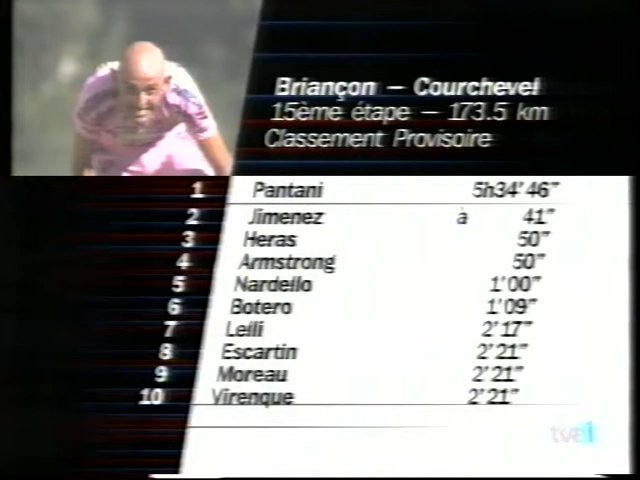 Briançon – Courchevel
15ème étape – 173.5 km
Classement Provisoire
1 Pantani 5h34'46"
2 Jimenez à 41"
3 Heras 50"
4 Armstrong 50"
5 Nardello 1'00"
6 Botero 1'09"
7 Leili 2'17"
8 Escartin 2'21"
9 Moreau 2'21"
10 Virenque 2'21"
tve1